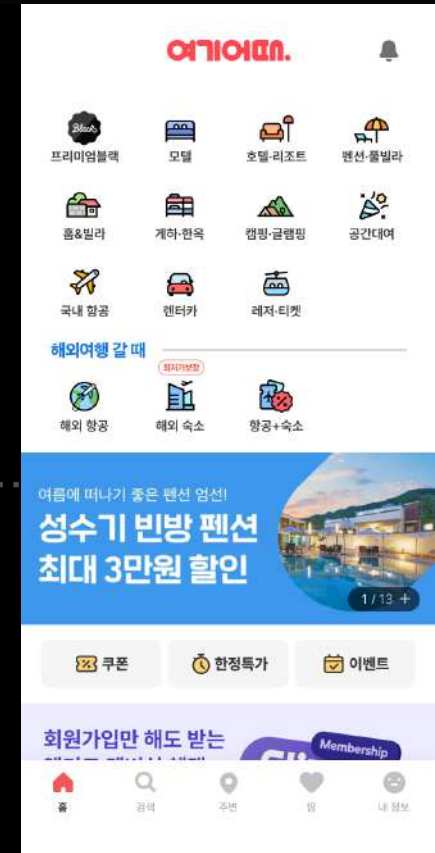 여기어때.
Black
프리미엄블랙
모텔
호텔·리조트
펜션·풀빌라
홈&빌라
게하·한옥
캠핑·글램핑
공간대여
국내 항공
렌터카
레저·티켓
해외여행 갈 때
최저가보장
해외 항공
해외 숙소
항공+숙소
여름에 떠나기 좋은 펜션 엄선!
성수기 빈방 펜션
최대 3만원 할인
1 / 13 +
쿠폰
한정특가
이벤트
회원가입만 해도 받는
Membership
홈
검색
주변
찜
내 정보